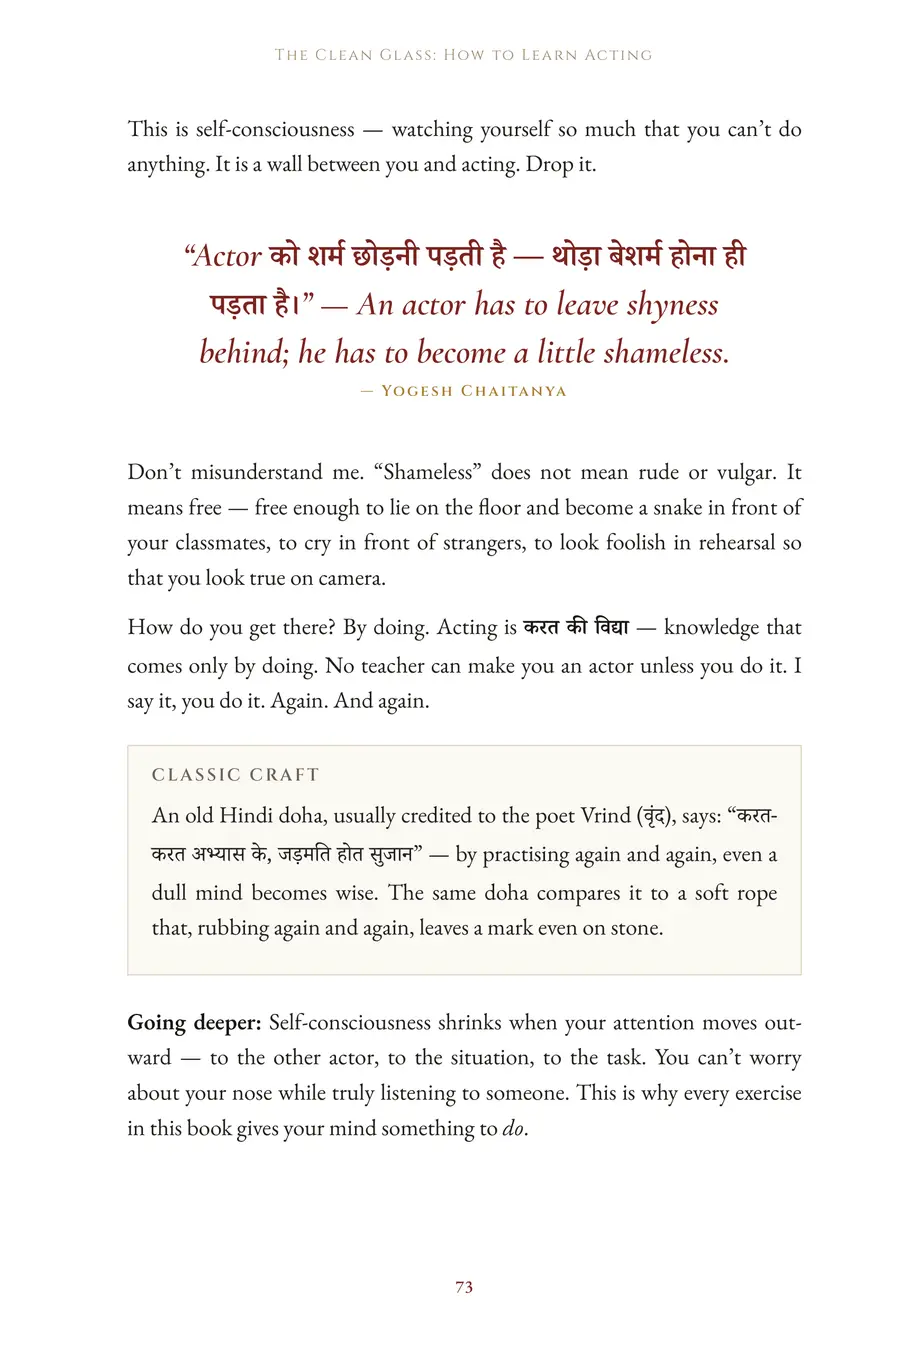 The Clean Glass: How to Learn Acting
This is self-consciousness — watching yourself so much that you can’t do
anything. It is a wall between you and acting. Drop it.
“Actor को शर्म छोड़नी पड़ती है — थोड़ा बेशर्म होना ही
पड़ता है।” — An actor has to leave shyness
behind; he has to become a little shameless.
— Yogesh Chaitanya
Don’t misunderstand me. “Shameless” does not mean rude or vulgar. It
means free — free enough to lie on the floor and become a snake in front of
your classmates, to cry in front of strangers, to look foolish in rehearsal so
that you look true on camera.
How do you get there? By doing. Acting is करत की विद्या — knowledge that
comes only by doing. No teacher can make you an actor unless you do it. I
say it, you do it. Again. And again.
CLASSIC CRAFT
An old Hindi doha, usually credited to the poet Vrind (वृंद), says: “करत-
करत अभ्यास के, जड़मति होत सुजान” — by practising again and again, even a
dull mind becomes wise. The same doha compares it to a soft rope
that, rubbing again and again, leaves a mark even on stone.
Going deeper: Self-consciousness shrinks when your attention moves out-
ward — to the other actor, to the situation, to the task. You can’t worry
about your nose while truly listening to someone. This is why every exercise
in this book gives your mind something to do.
73